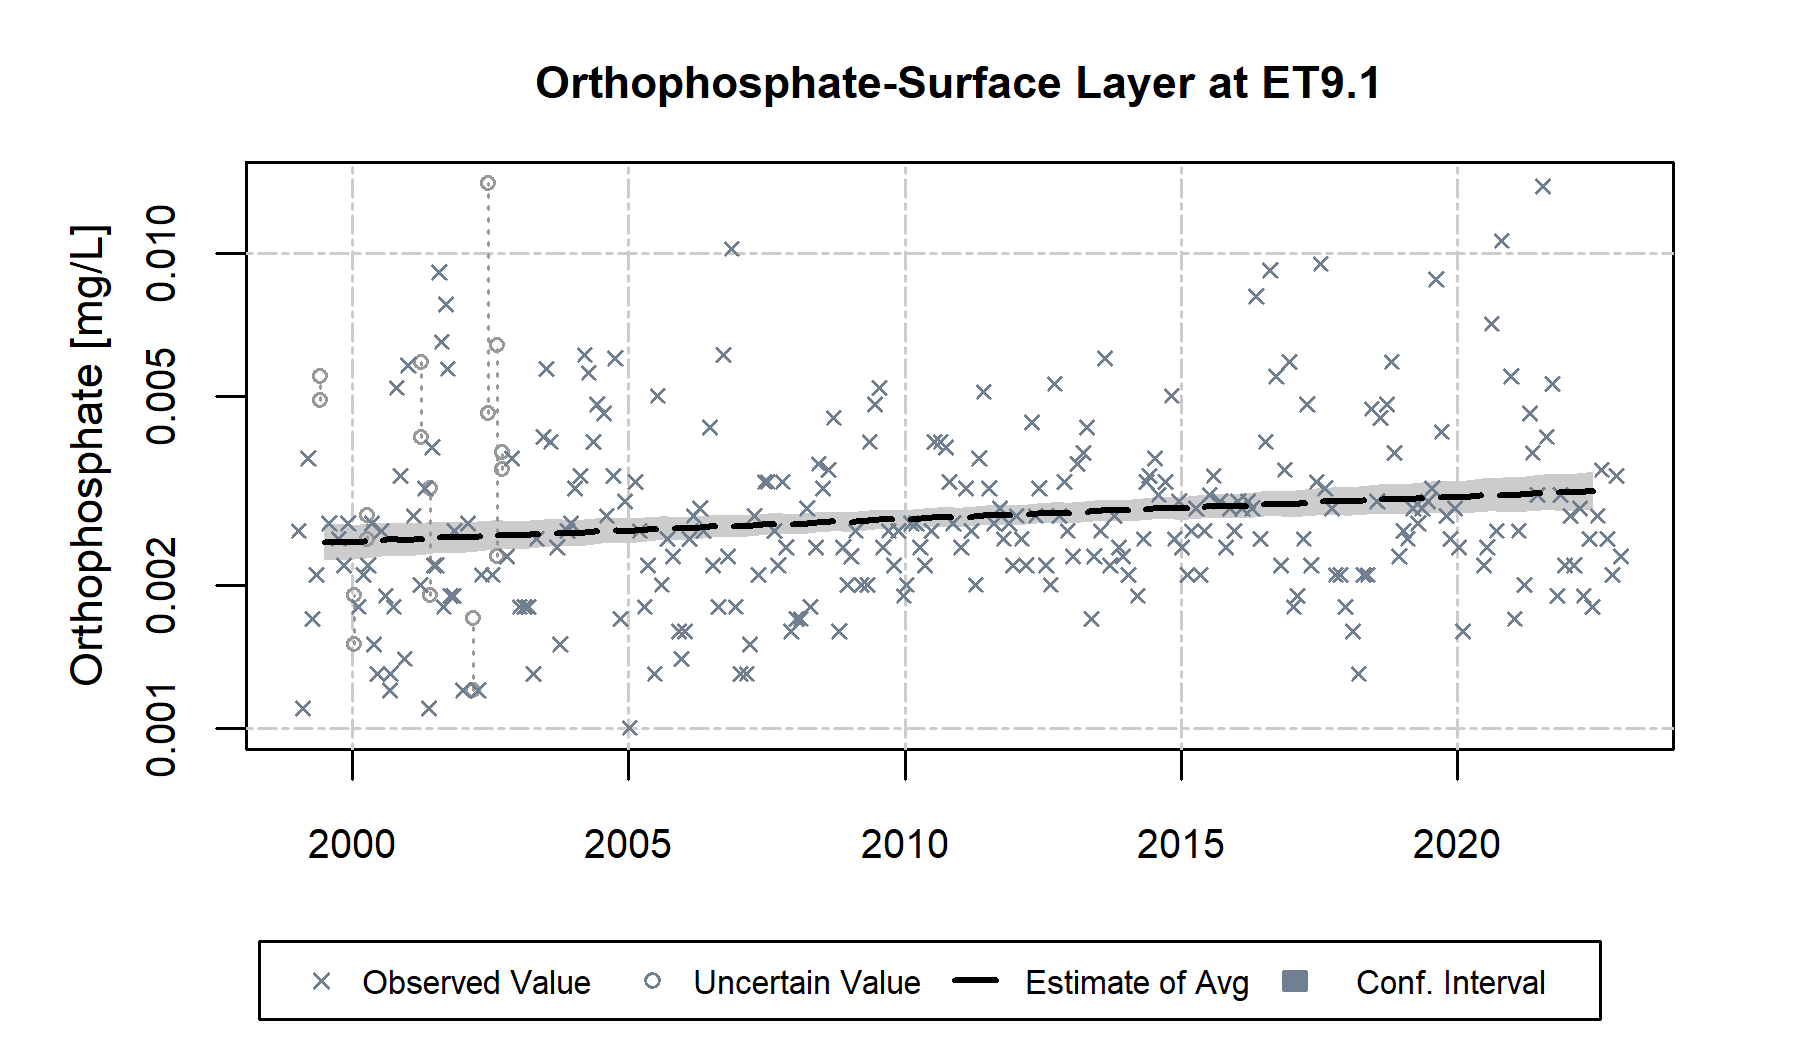 Orthophosphate-Surface Layer at ET9.1
Orthophosphate [mg/L]
0.010
0.005
0.002
0.001
2000 2005 2010 2015 2020
Observed Value Uncertain Value Estimate of Avg Conf. Interval